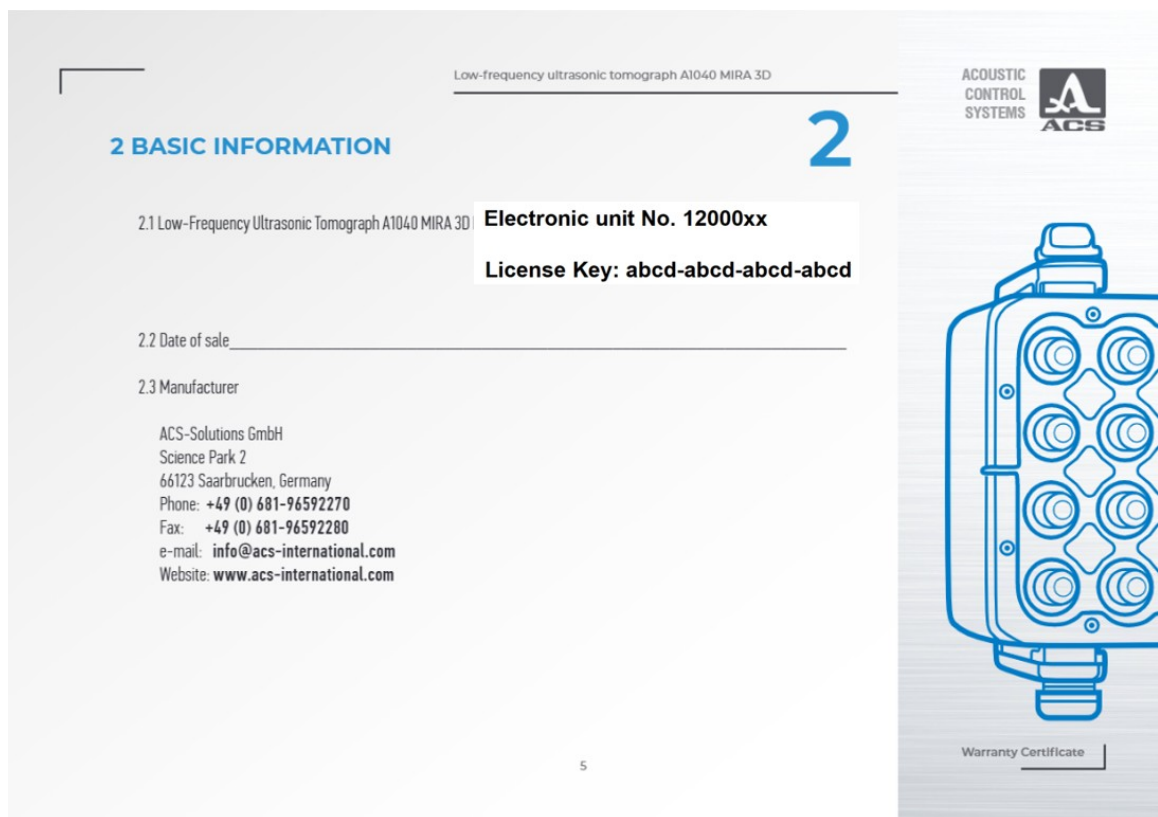 Low-frequency ultrasonic tomograph A1040 MIRA 3D
2
2 BASIC INFORMATION
2.1 Low-Frequency Ultrasonic Tomograph A1040 MIRA 3D
Electronic unit No. 12000xx
License Key: abcd-abcd-abcd-abcd
2.2 Date of sale
2.3 Manufacturer
ACS-Solutions GmbH
Science Park 2
66123 Saarbrucken, Germany
Phone: +49 (0) 681-96592270
Fax: +49 (0) 681-96592280
e-mail: info@acs-international.com
Website: www.acs-international.com
5
ACOUSTIC
CONTROL
SYSTEMS
ACS
Warranty Certificate